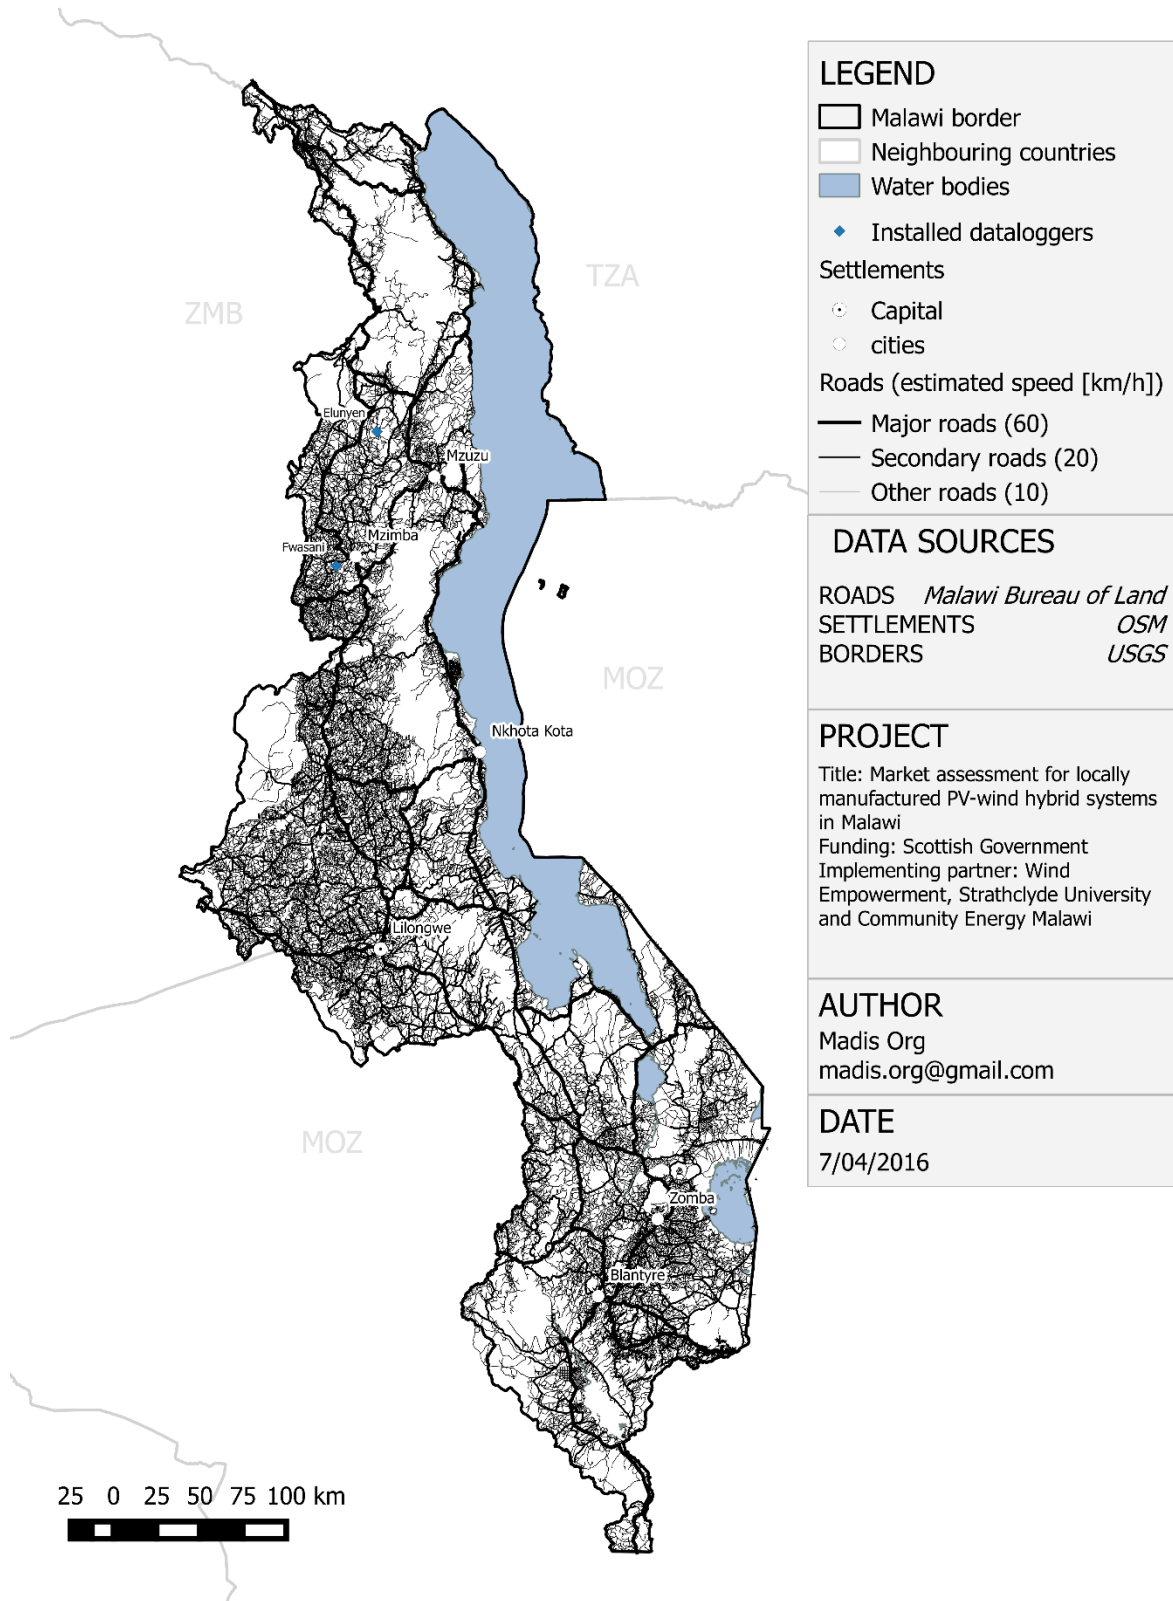 LEGEND
Malawi border
Neighbouring countries
Water bodies
Installed dataloggers
Settlements
Capital
cities
Roads (estimated speed [km/h])
Major roads (60)
Secondary roads (20)
Other roads (10)
DATA SOURCES
ROADS Malawi Bureau of Land
SETTLEMENTS OSM
BORDERS USGS
PROJECT
Title: Market assessment for locally
manufactured PV-wind hybrid systems
in Malawi
Funding: Scottish Government
Implementing partner: Wind
Empowerment, Strathclyde University
and Community Energy Malawi
AUTHOR
Madis Org
madis.org@gmail.com
DATE
7/04/2016
TZA
ZMB
Elunyen
Mzuzu
Mzimba
Fwasani
MOZ
Nkhota Kota
Lilongwe
MOZ
Zomba
Blantyre
25 0 25 50 75 100 km